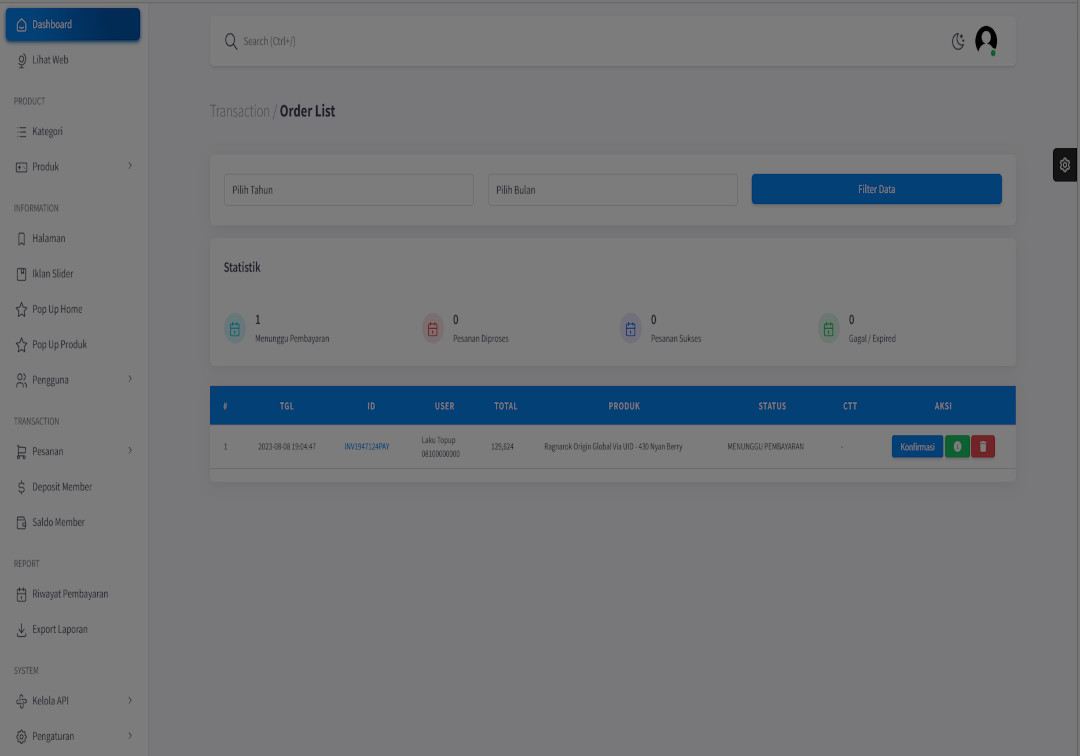 Dashboard
Lihat Web
PRODUCT
Kategori
Produk
INFORMATION
Halaman
Iklan Slider
Pop Up Home
Pop Up Produk
Pengguna
TRANSACTION
Pesanan
Deposit Member
Saldo Member
REPORT
Riwayat Pembayaran
Export Laporan
SYSTEM
Kelola API
Pengaturan
Search (Ctrl+/)
Transaction / Order List
Pilih Tahun Pilih Bulan Filter Data
Statistik
1 0 0 0
Menunggu Pembayaran Pesanan Diproses Pesanan Sukses Gagal / Expired
# TGL ID USER TOTAL PRODUK STATUS CTT AKSI
1 2023-08-08 19:04:47 INV1947124PAY Laku Topup 129,624 Ragnarok Origin Global Via UID - 430 Nyan Berry MENUNGGU PEMBAYARAN - Konfirmasi
08100000000